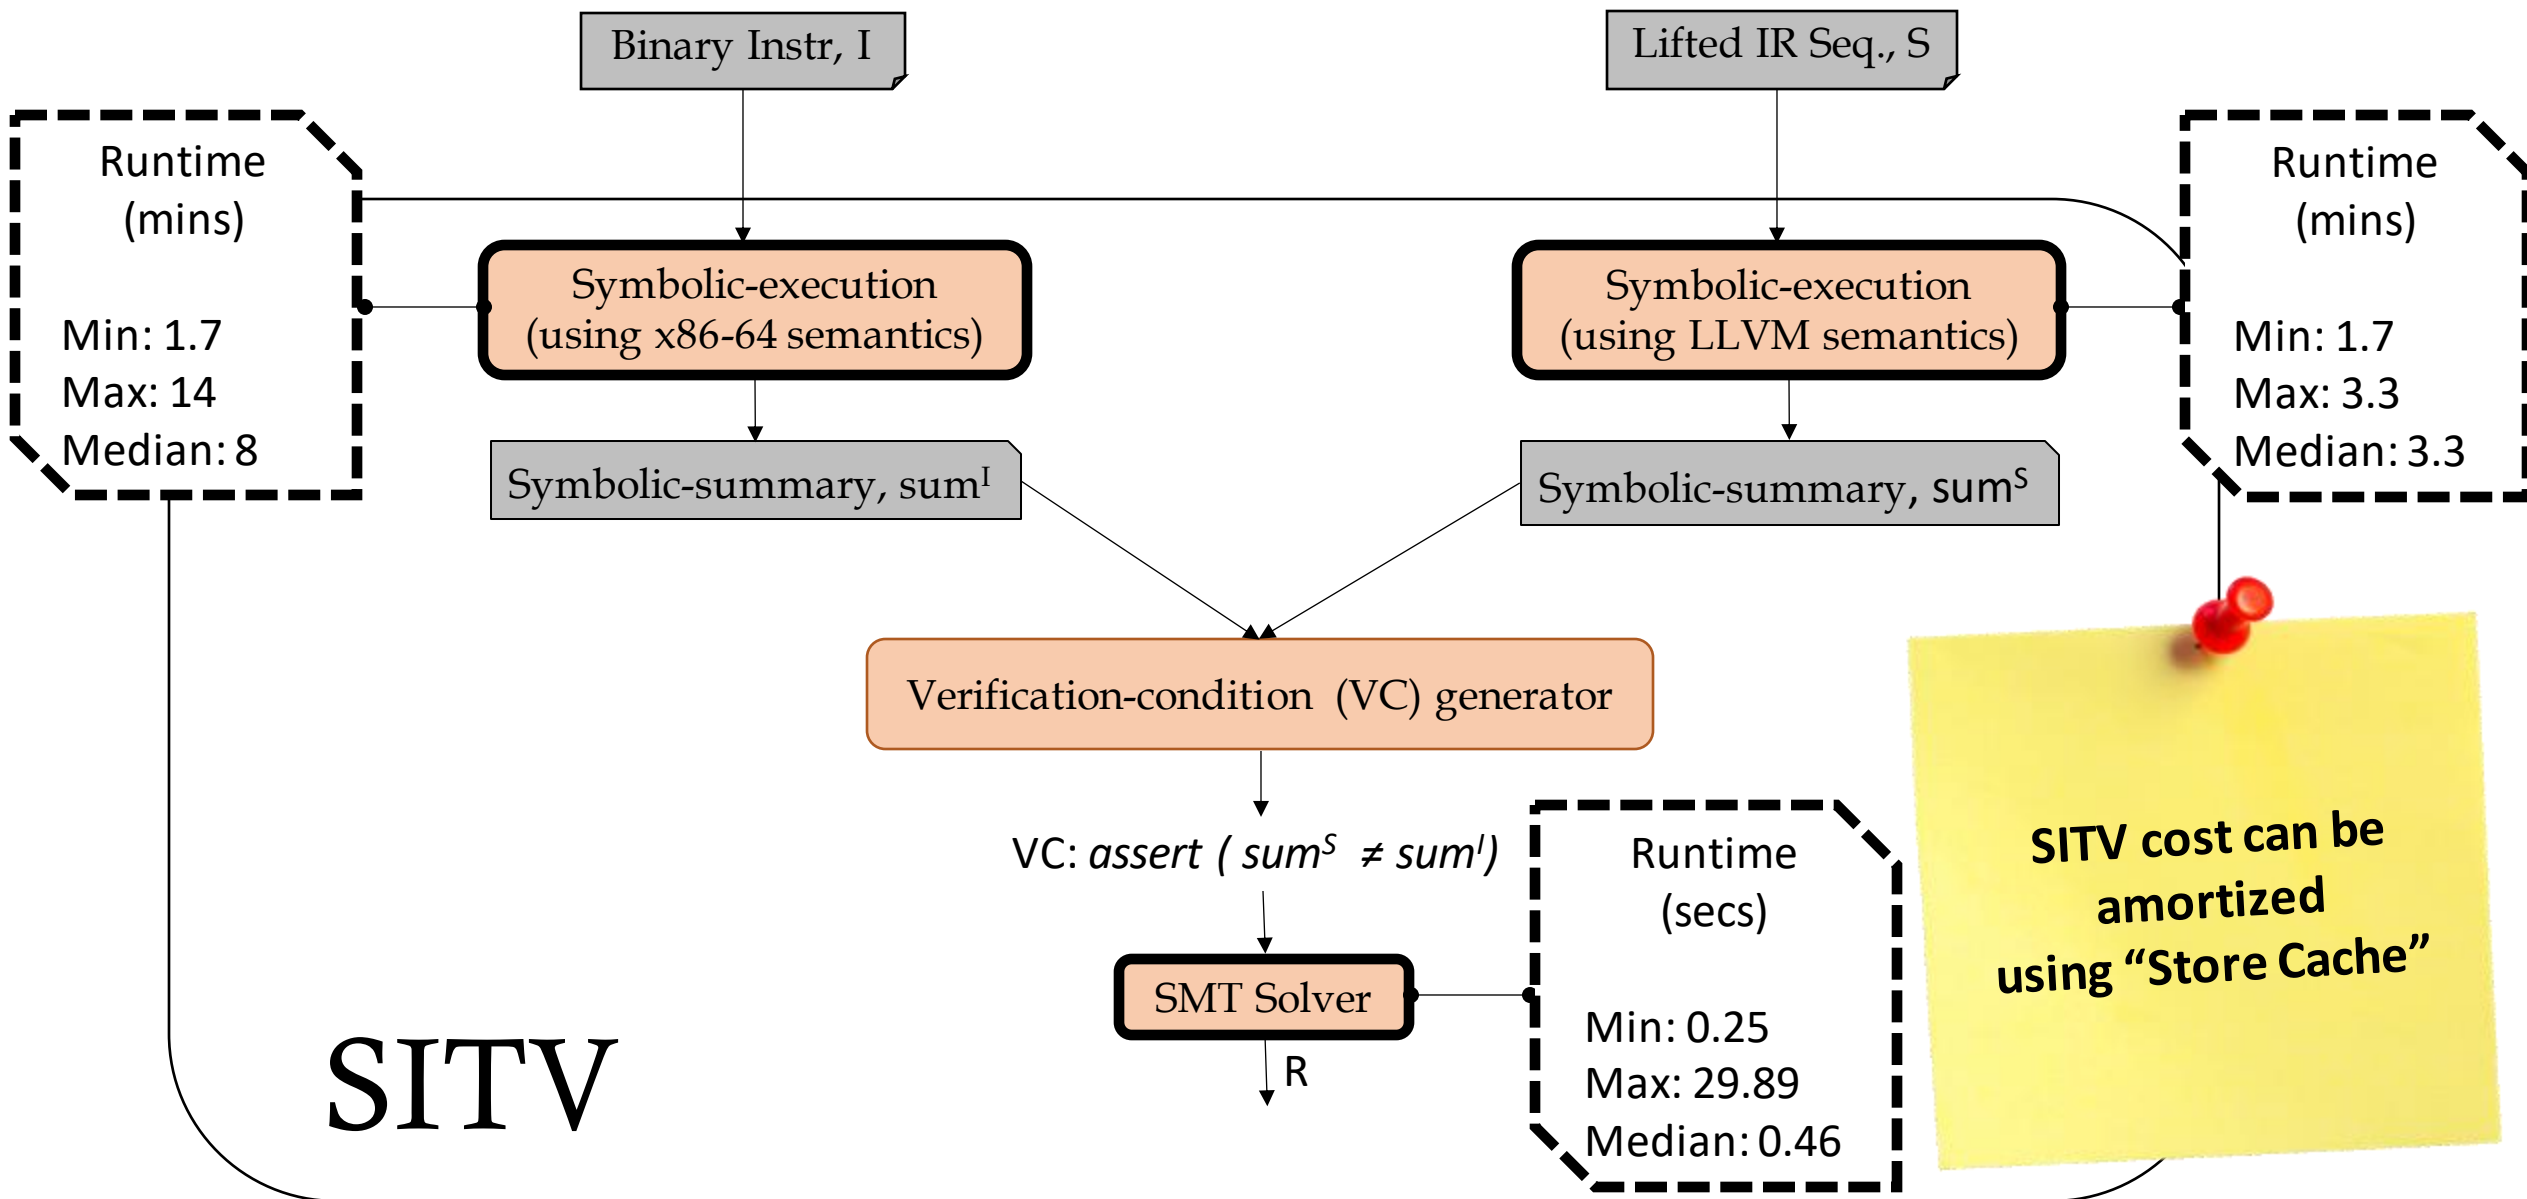 Binary Instr, I
Lifted IR Seq., S
Runtime
(mins)
Min: 1.7
Max: 14
Median: 8
Symbolic-execution
(using x86-64 semantics)
Symbolic-execution
(using LLVM semantics)
Runtime
(mins)
Min: 1.7
Max: 3.3
Median: 3.3
Symbolic-summary, sumᴵ
Symbolic-summary, sumˢ
Verification-condition (VC) generator
VC: assert ( sumˢ ≠ sumᴵ)
SMT Solver
R
Runtime
(secs)
Min: 0.25
Max: 29.89
Median: 0.46
SITV cost can be
amortized
using “Store Cache”
SITV